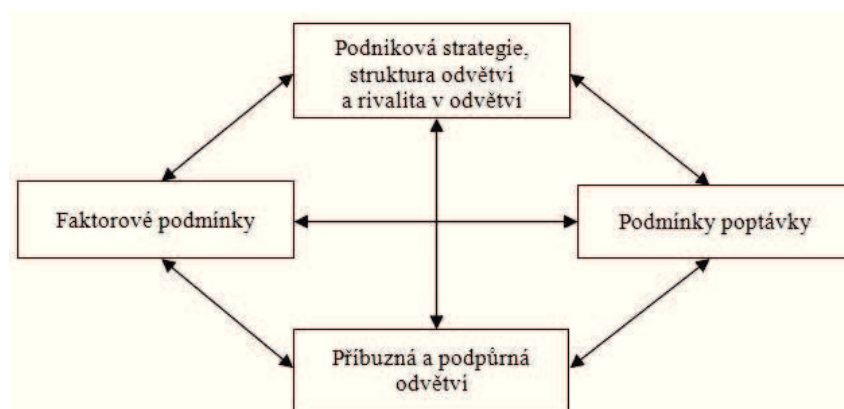 Podniková strategie,
struktura odvětví
a rivalita v odvětví
Faktorové podmínky
Podmínky poptávky
Příbuzná a podpůrná
odvětví